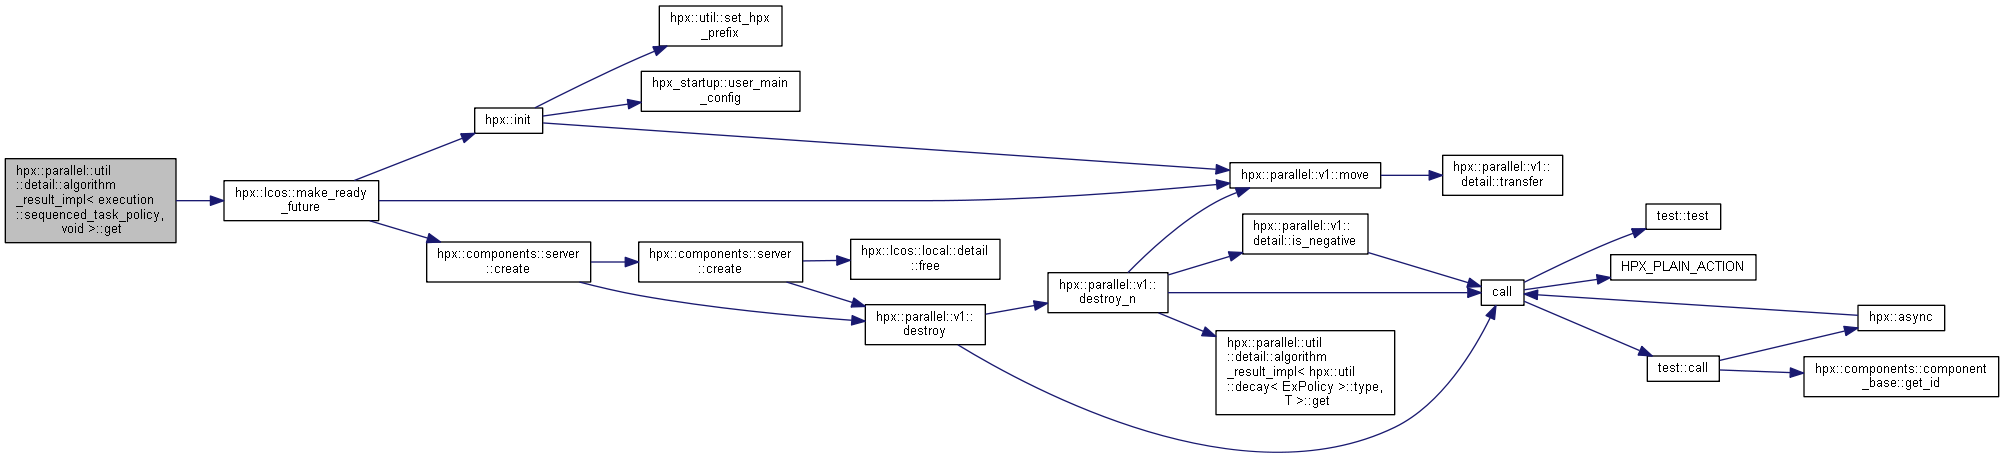 hpx::util::set_hpx
_prefix
hpx_startup::user_main
_config
hpx::init
hpx::parallel::util
::detail::algorithm
_result_impl< execution
::sequenced_task_policy,
void >::get
hpx::lcos::make_ready
_future
hpx::parallel::v1::move
hpx::parallel::v1::
detail::transfer
hpx::components::server
::create
hpx::components::server
::create
hpx::lcos::local::detail
::free
hpx::parallel::v1::
destroy
hpx::parallel::v1::
destroy_n
hpx::parallel::v1::
detail::is_negative
hpx::parallel::util
::detail::algorithm
_result_impl< hpx::util
::decay< ExPolicy >::type,
T >::get
call
test::test
HPX_PLAIN_ACTION
hpx::async
test::call
hpx::components::component
_base::get_id